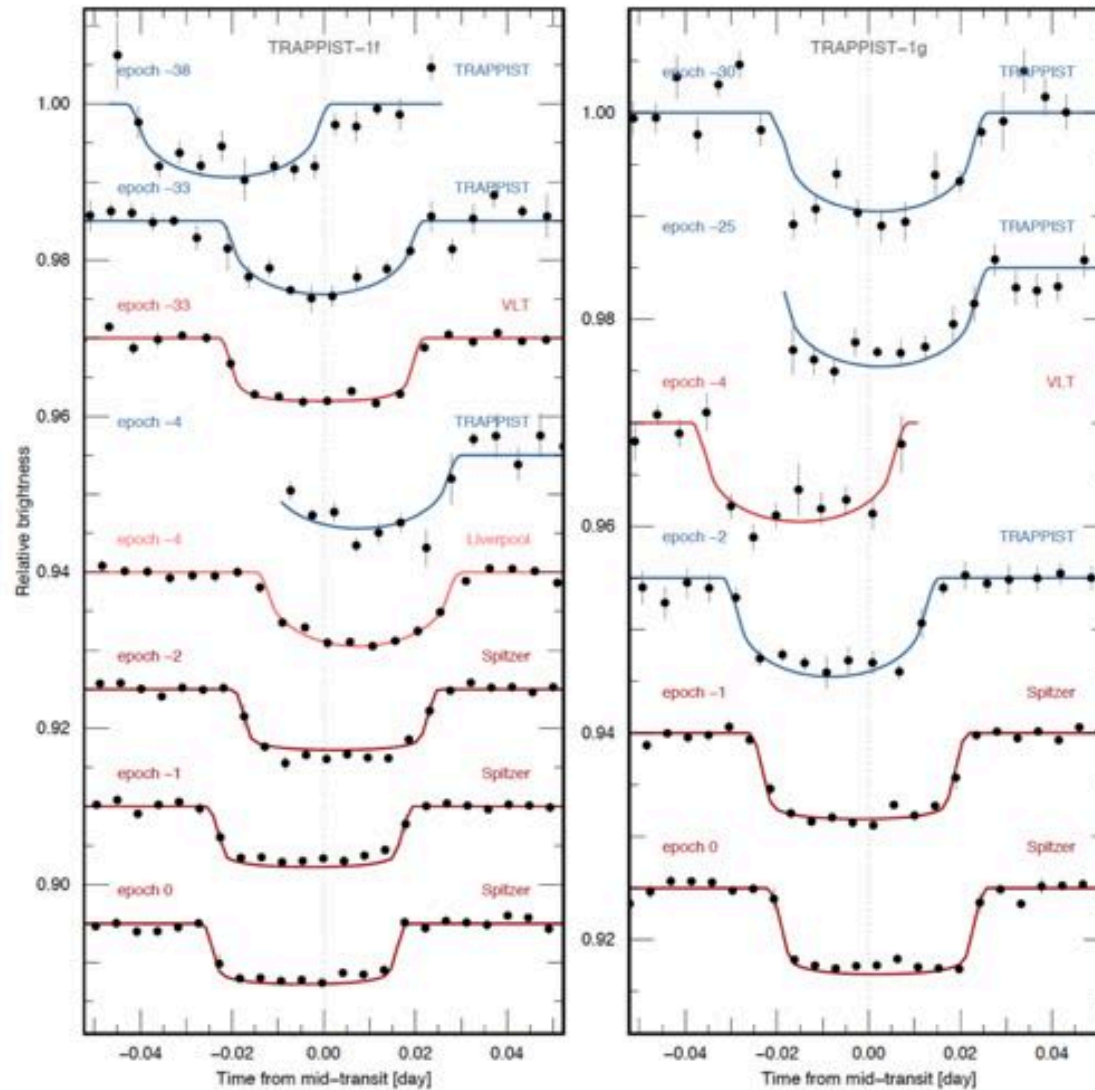 TRAPPIST-1f
epoch -38 TRAPPIST
1.00
epoch -33 TRAPPIST
0.98
epoch -33 VLT
0.96
epoch -4 TRAPPIST
Relative brightness
0.94
epoch -4 Liverpool
epoch -2 Spitzer
0.92
epoch -1 Spitzer
0.90
epoch 0 Spitzer
-0.04 -0.02 0.00 0.02 0.04
Time from mid-transit [day]
TRAPPIST-1g
epoch -30 TRAPPIST
1.00
epoch -25 TRAPPIST
0.98
epoch -4 VLT
0.96
epoch -2 TRAPPIST
epoch -1 Spitzer
0.94
epoch 0 Spitzer
0.92
-0.04 -0.02 0.00 0.02 0.04
Time from mid-transit [day]